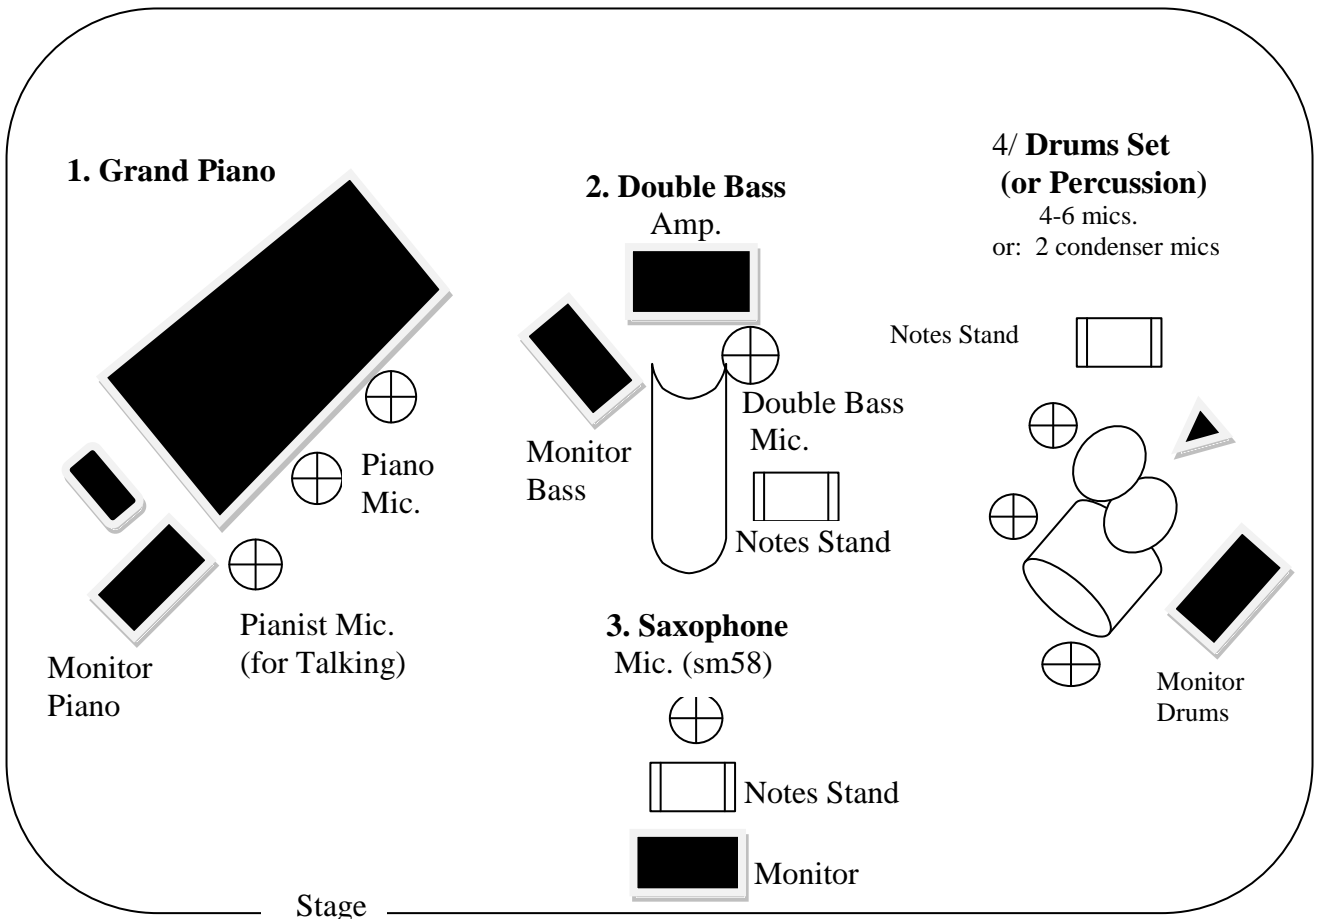 1. Grand Piano
Piano
Mic.
Pianist Mic.
(for Talking)
Monitor
Piano
2. Double Bass
Amp.
Double Bass
Mic.
Monitor
Bass
Notes Stand
3. Saxophone
Mic. (sm58)
Notes Stand
Monitor
4/ Drums Set
(or Percussion)
4-6 mics.
or: 2 condenser mics
Notes Stand
Monitor
Drums
Stage